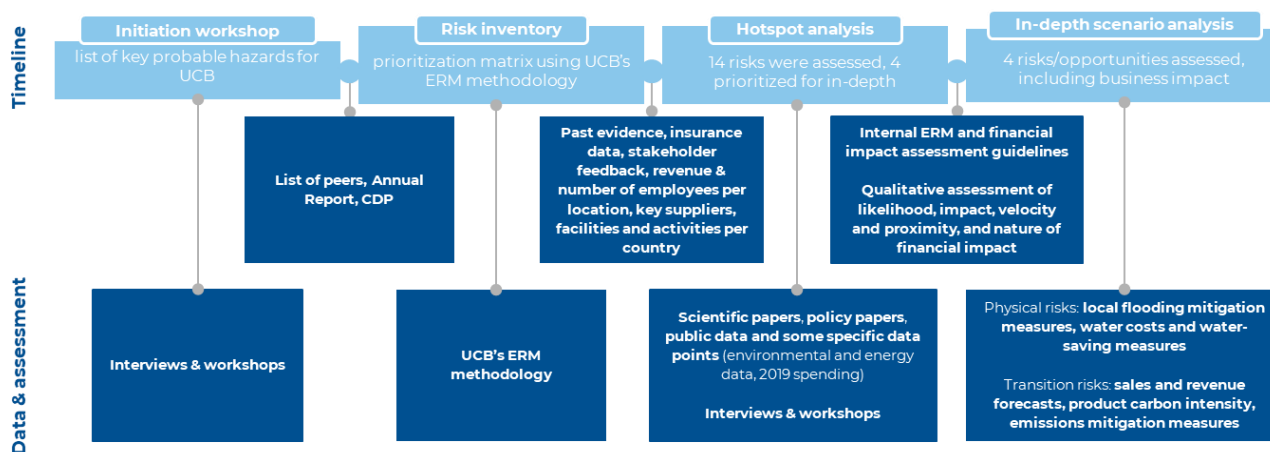 Timeline
Initiation workshop
list of key probable hazards for
UCB
Risk inventory
prioritization matrix using UCB's
ERM methodology
Hotspot analysis
14 risks were assessed, 4
prioritized for in-depth
In-depth scenario analysis
4 risks/opportunities assessed,
including business impact
List of peers, Annual
Report, CDP
Past evidence, insurance
data, stakeholder
feedback, revenue &
number of employees per
location, key suppliers,
facilities and activities per
country
Internal ERM and financial
impact assessment guidelines
Qualitative assessment of
likelihood, impact, velocity
and proximity, and nature of
financial impact
Data & assessment
Interviews & workshops
UCB's ERM
methodology
Scientific papers, policy papers,
public data and some specific data
points (environmental and energy
data, 2019 spending)
Interviews & workshops
Physical risks: local flooding mitigation
measures, water costs and water-
saving measures
Transition risks: sales and revenue
forecasts, product carbon intensity,
emissions mitigation measures